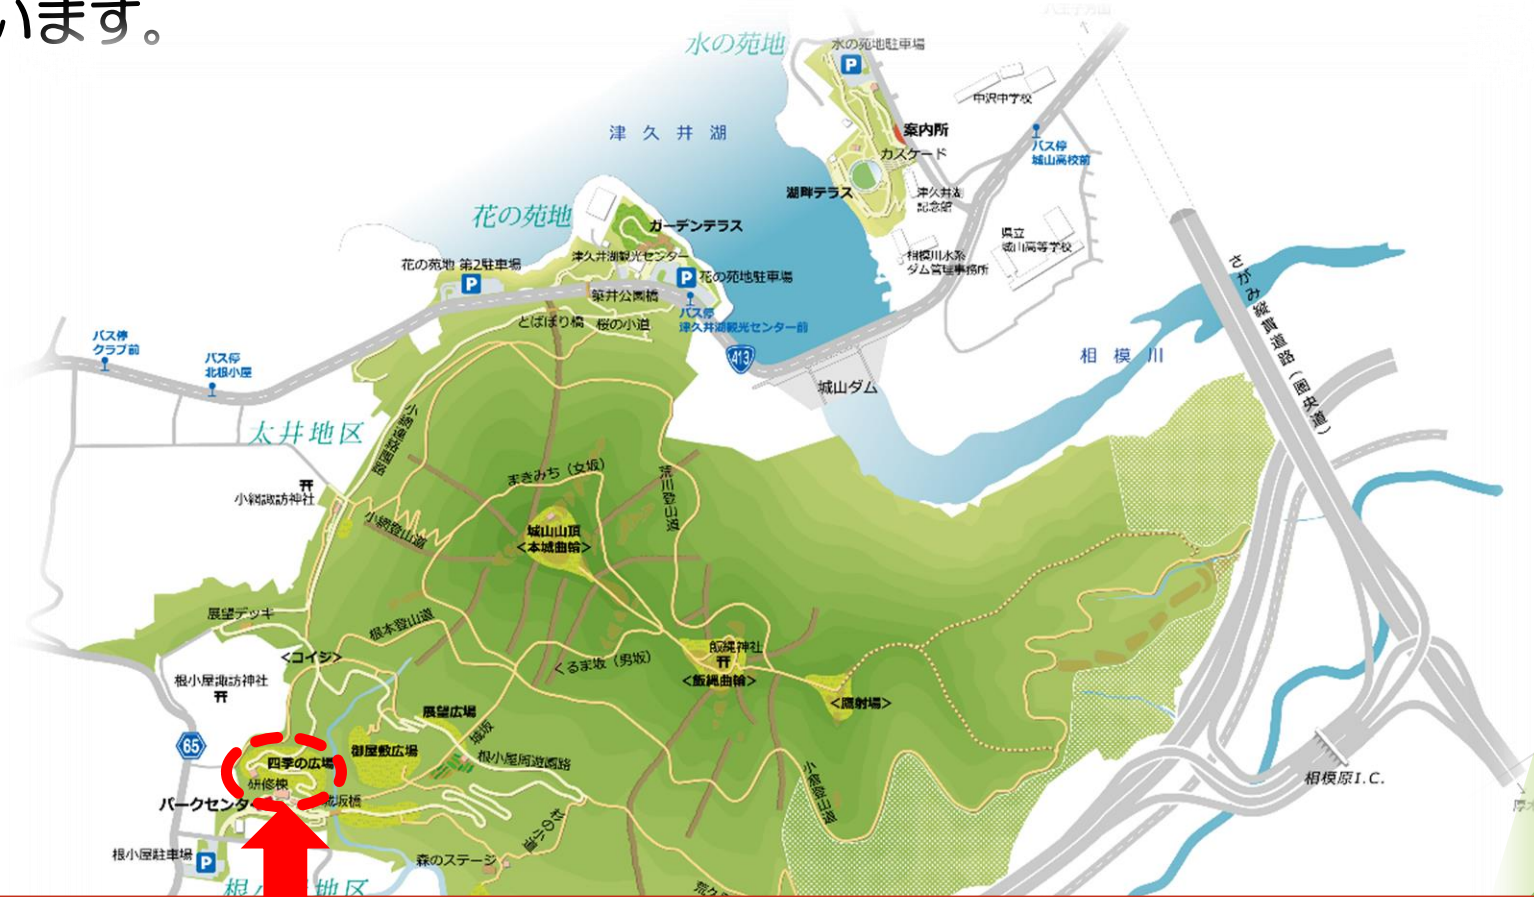 います。
八王子方面
水の苑地
水の苑地駐車場
P
中沢中学校
津久井湖
案内所
カスケード
バス停
城山高校前
湖畔テラス
津久井湖
記念館
花の苑地
ガーデンテラス
県立
城山高等学校
津久井湖観光センター
相模川水系
ダム管理事務所
花の苑地 第2駐車場
P
P
花の苑地駐車場
築井公園橋
バス停
津久井湖観光センター前
とばぼり橋
桜の小道
さがみ縦貫道路(圏央道)
バス停
クラブ前
バス停
北根小屋
413
相模川
城山ダム
太井地区
まきみち(女坂)
荒川登山道
小網諏訪神社
小網登山道
城山山頂
<本城曲輪>
展望デッキ
根本登山道
<コイジ>
くるま坂(男坂)
飯縄神社
<飯縄曲輪>
根小屋諏訪神社
<鷹射場>
展望広場
城坂
65
御屋敷広場
四季の広場
根小屋周遊園路
研修棟
小倉登山道
相模原I.C.
パークセンター
城坂橋
杉の小道
根小屋駐車場
P
森のステージ
地区